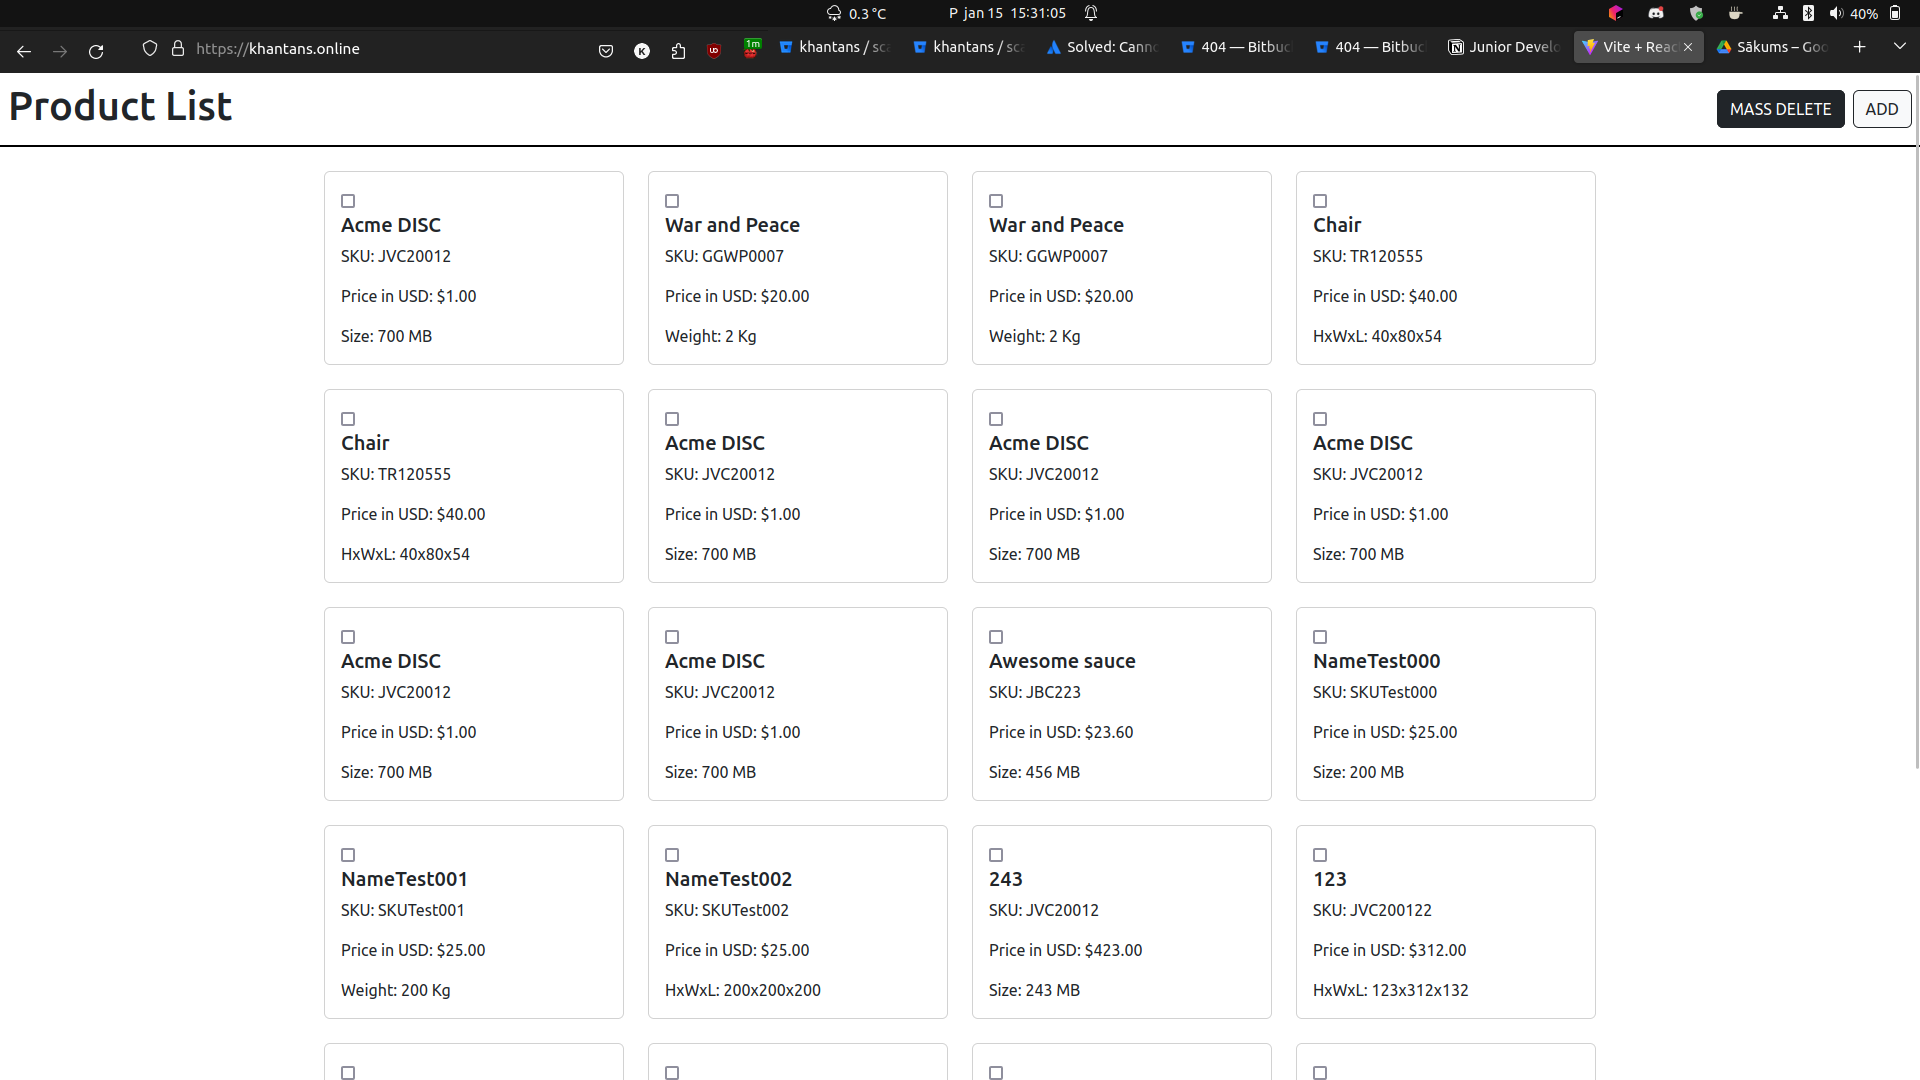 0.3 °C
P jan 15 15:31:05
40%
https://khantans.online
1m
khantans / sc
khantans / sc
Solved: Canno
404 — Bitbuc
404 — Bitbuc
Junior Develo
Vite + Reac
Sākums – Goo
Product List
MASS DELETE
ADD
Acme DISC
SKU: JVC20012
Price in USD: $1.00
Size: 700 MB
War and Peace
SKU: GGWP0007
Price in USD: $20.00
Weight: 2 Kg
War and Peace
SKU: GGWP0007
Price in USD: $20.00
Weight: 2 Kg
Chair
SKU: TR120555
Price in USD: $40.00
HxWxL: 40x80x54
Chair
SKU: TR120555
Price in USD: $40.00
HxWxL: 40x80x54
Acme DISC
SKU: JVC20012
Price in USD: $1.00
Size: 700 MB
Acme DISC
SKU: JVC20012
Price in USD: $1.00
Size: 700 MB
Acme DISC
SKU: JVC20012
Price in USD: $1.00
Size: 700 MB
Acme DISC
SKU: JVC20012
Price in USD: $1.00
Size: 700 MB
Acme DISC
SKU: JVC20012
Price in USD: $1.00
Size: 700 MB
Awesome sauce
SKU: JBC223
Price in USD: $23.60
Size: 456 MB
NameTest000
SKU: SKUTest000
Price in USD: $25.00
Size: 200 MB
NameTest001
SKU: SKUTest001
Price in USD: $25.00
Weight: 200 Kg
NameTest002
SKU: SKUTest002
Price in USD: $25.00
HxWxL: 200x200x200
243
SKU: JVC20012
Price in USD: $423.00
Size: 243 MB
123
SKU: JVC200122
Price in USD: $312.00
HxWxL: 123x312x132